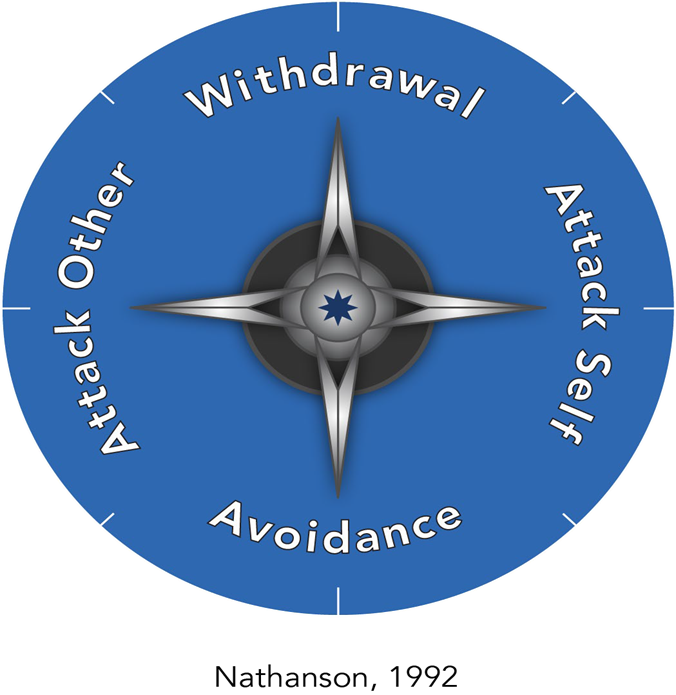 Withdrawal
Attack Other
Attack Self
Avoidance
Nathanson, 1992